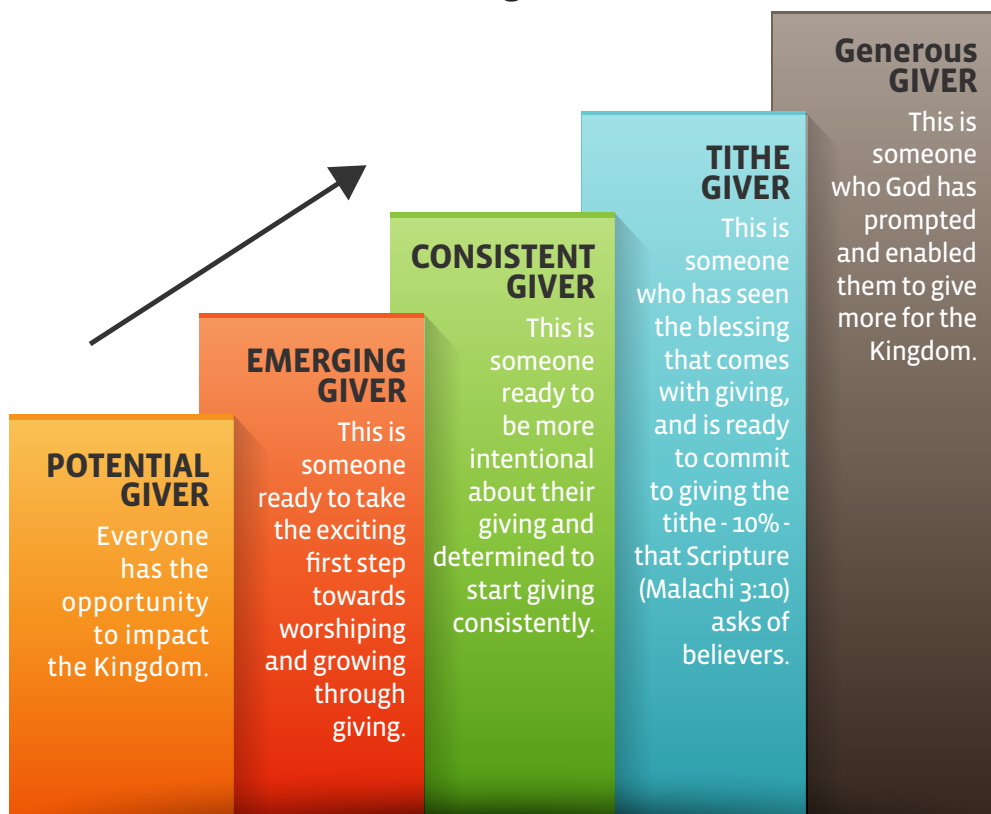 POTENTIAL
GIVER
Everyone
has the
opportunity
to impact
the Kingdom.
EMERGING
GIVER
This is
someone
ready to take
the exciting
first step
towards
worshiping
and growing
through
giving.
CONSISTENT
GIVER
This is
someone
ready to
be more
intentional
about their
giving and
determined to
start giving
consistently.
TITHE
GIVER
This is
someone
who has seen
the blessing
that comes
with giving,
and is ready
to commit
to giving the
tithe - 10% -
that Scripture
(Malachi 3:10)
asks of
believers.
Generous
GIVER
This is
someone
who God has
prompted
and enabled
them to give
more for the
Kingdom.